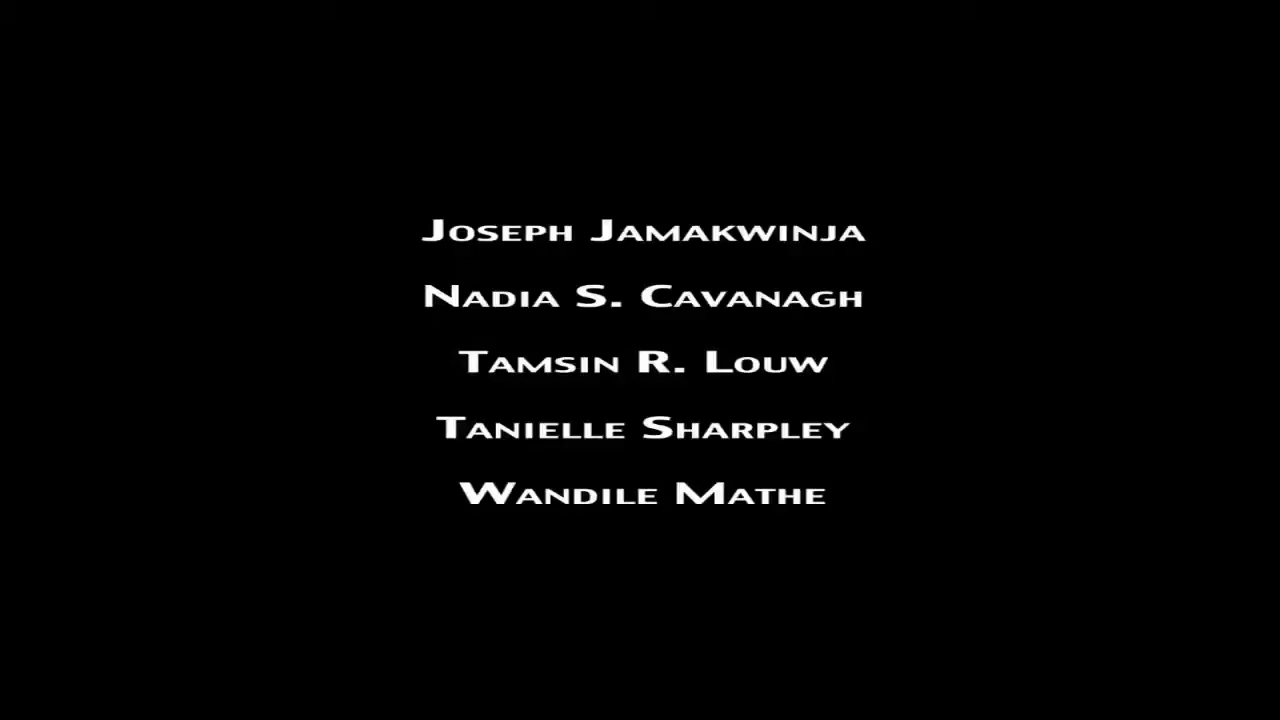 Joseph Jamakwinja
Nadia S. Cavanagh
Tamsin R. Louw
Tanielle Sharpley
Wandile Mathe